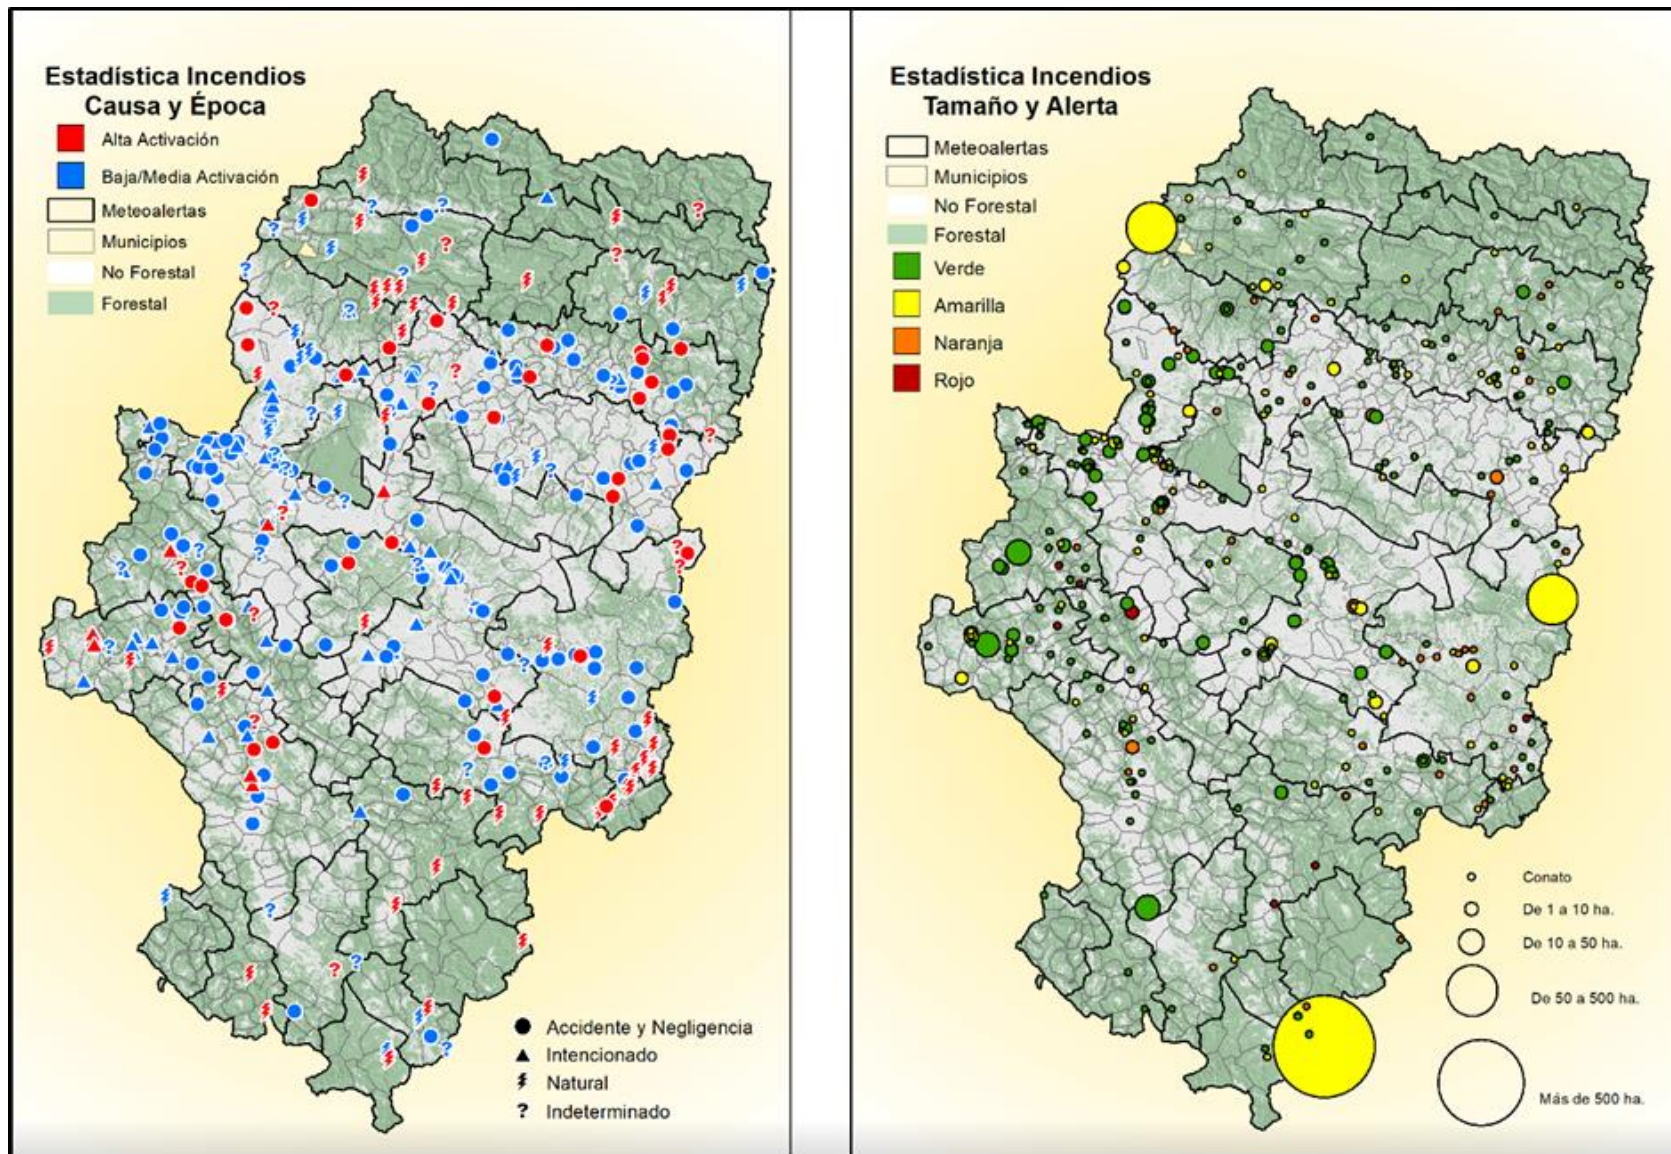 Estadística Incendios
Causa y Época
Alta Activación
Baja/Media Activación
Meteoalertas
Municipios
No Forestal
Forestal
Accidente y Negligencia
Intencionado
Natural
? Indeterminado
Estadística Incendios
Tamaño y Alerta
Meteoalertas
Municipios
No Forestal
Forestal
Verde
Amarilla
Naranja
Rojo
Conato
De 1 a 10 ha.
De 10 a 50 ha.
De 50 a 500 ha.
Más de 500 ha.